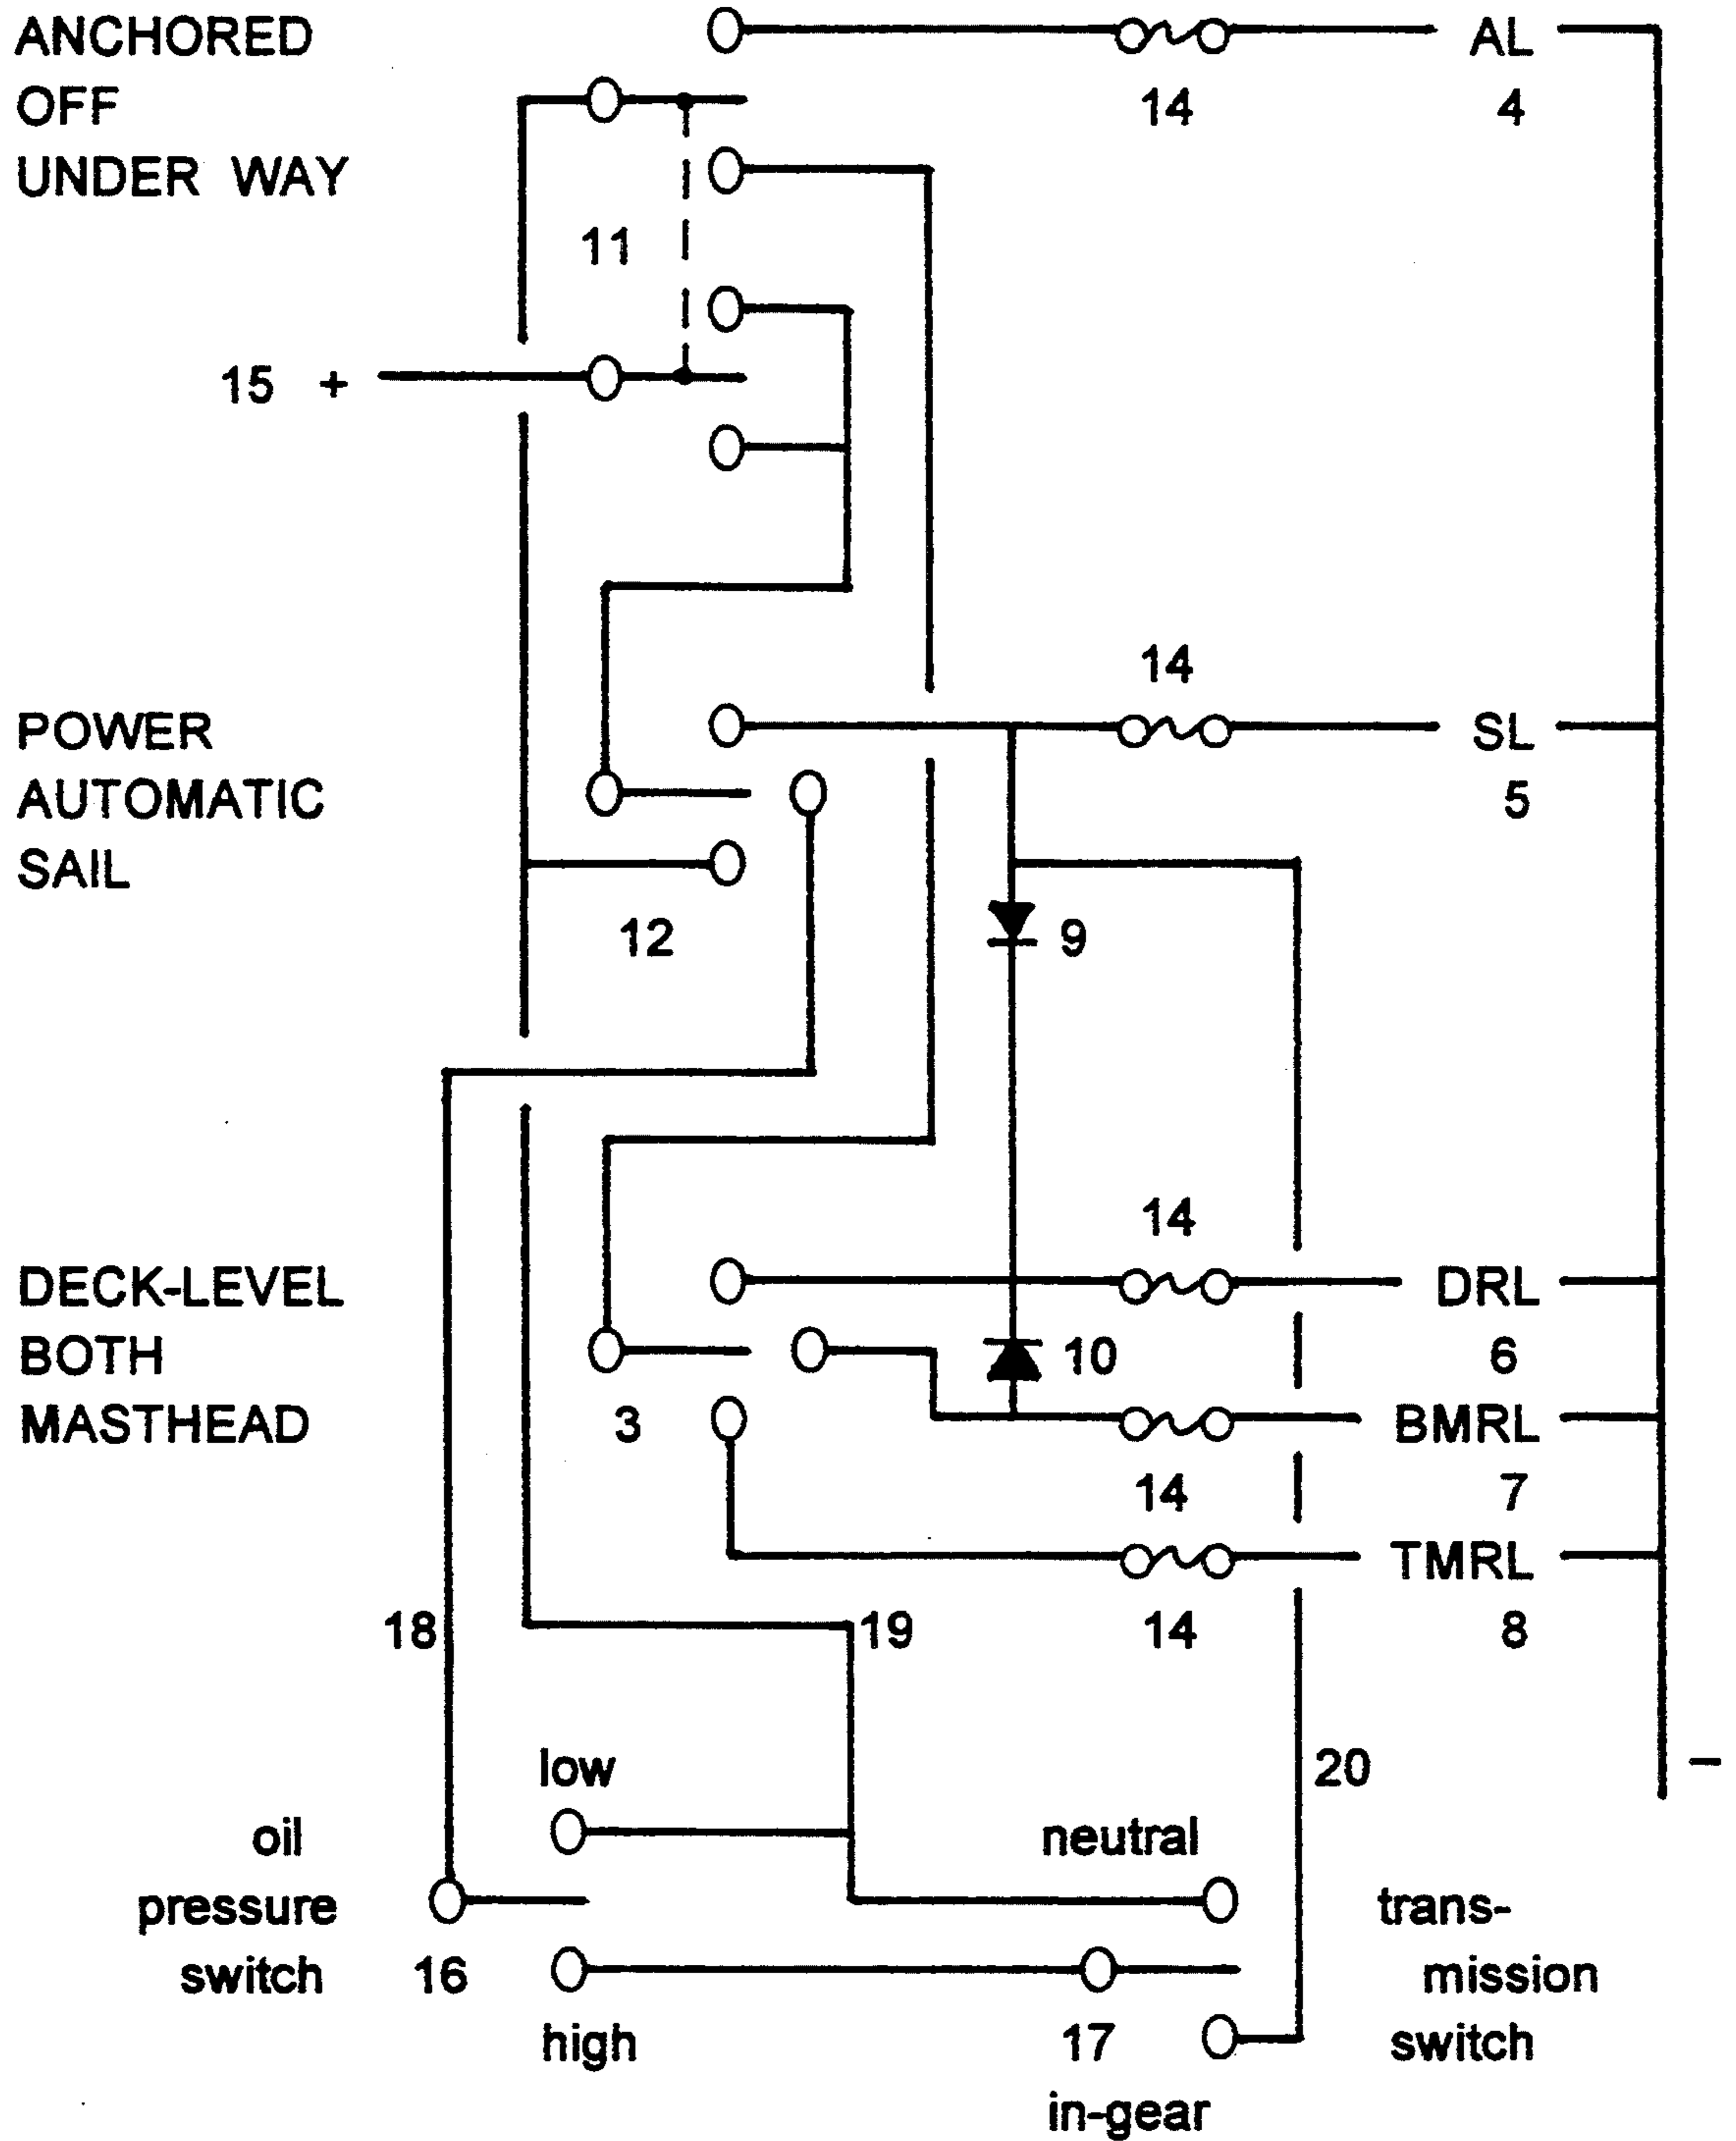 ANCHORED
OFF
UNDER WAY
AL
14
4
11
15 +
14
POWER
AUTOMATIC
SAIL
SL
5
12
9
14
DECK-LEVEL
BOTH
MASTHEAD
DRL
10
6
3
BMRL
14
7
TMRL
18
19
14
8
low
20
−
oil
pressure
switch
16
neutral
trans-
mission
switch
high
17
in-gear